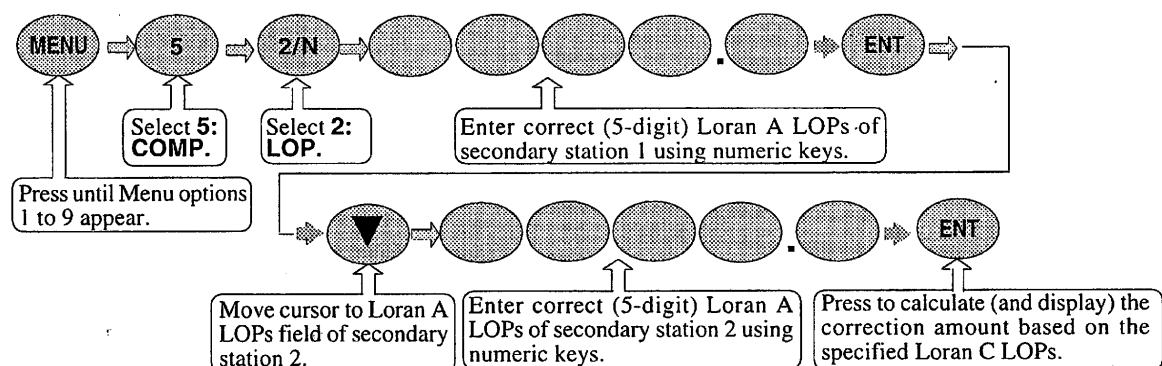 MENU 5 2/N . ENT
Select 5:
COMP.
Select 2:
LOP.
Enter correct (5-digit) Loran A LOPs of
secondary station 1 using numeric keys.
Press until Menu options
1 to 9 appear.
▼ . ENT
Move cursor to Loran A
LOPs field of secondary
station 2.
Enter correct (5-digit) Loran A
LOPs of secondary station 2 using
numeric keys.
Press to calculate (and display) the
correction amount based on the
specified Loran C LOPs.